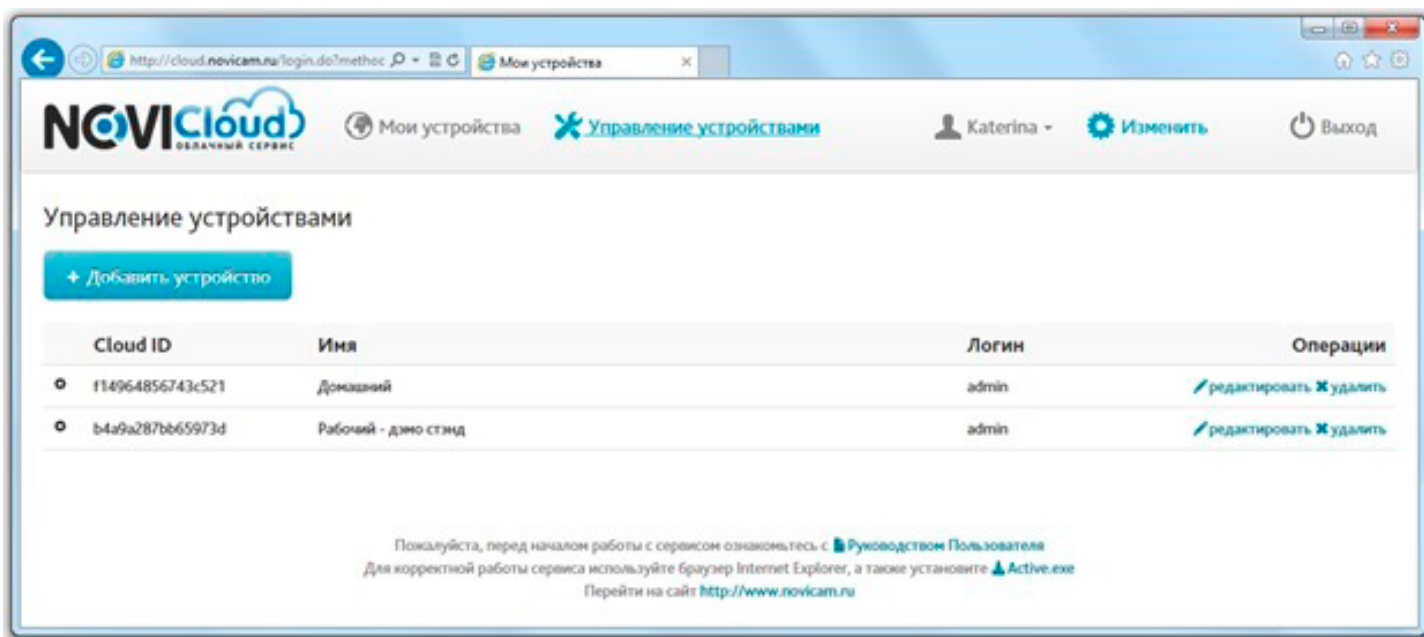 http://cloud.novicam.ru/login.do?methoc
Мои устройства
NOVICloud
ОБЛАЧНЫЙ СЕРВИС
Мои устройства
Управление устройствами
Katerina
Изменить
Выход
Управление устройствами
+ Добавить устройство
Cloud ID Имя Логин Операции
f14964856743c521 Домашний admin редактировать удалить
b4a9a287bb65973d Рабочий - дэмо стэнд admin редактировать удалить
Пожалуйста, перед началом работы с сервисом ознакомьтесь с Руководством Пользователя
Для корректной работы сервиса используйте браузер Internet Explorer, а также установите Active.exe
Перейти на сайт http://www.novicam.ru